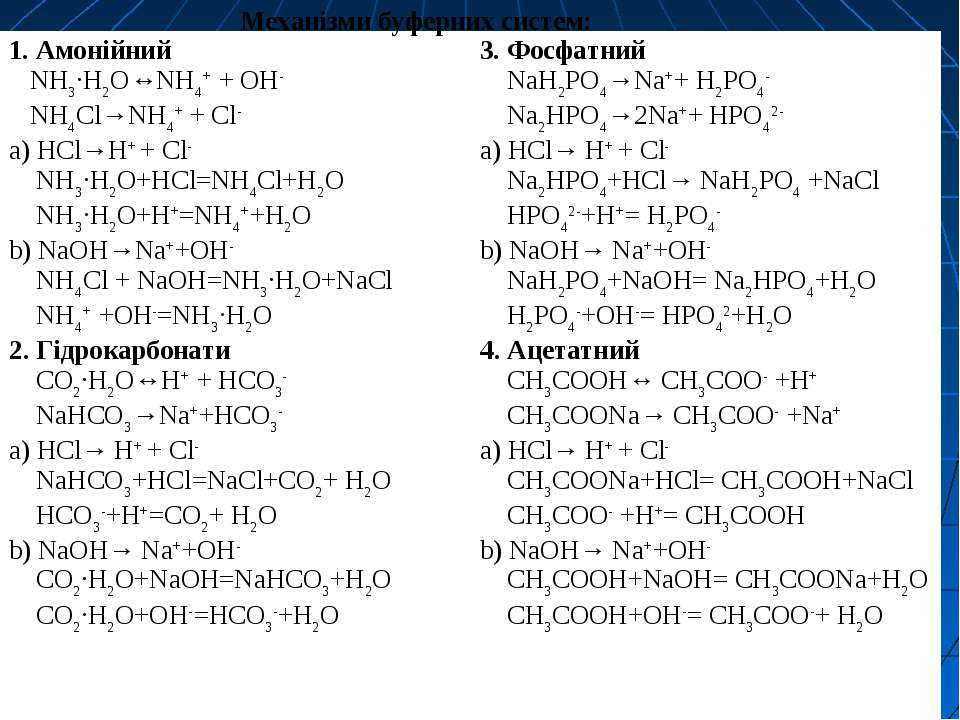 Механізми буферних систем:
1. Амонійний
NH₃·H₂O↔NH₄⁺ + OH⁻
NH₄Cl→NH₄⁺ + Cl⁻
a) HCl→H⁺ + Cl⁻
NH₃·H₂O+HCl=NH₄Cl+H₂O
NH₃·H₂O+H⁺=NH₄⁺+H₂O
b) NaOH→Na⁺+OH⁻
NH₄Cl + NaOH=NH₃·H₂O+NaCl
NH₄⁺ +OH⁻=NH₃·H₂O
2. Гідрокарбонати
CO₂·H₂O↔H⁺ + HCO₃⁻
NaHCO₃→Na⁺+HCO₃⁻
a) HCl→ H⁺ + Cl⁻
NaHCO₃+HCl=NaCl+CO₂+ H₂O
HCO₃⁻+H⁺=CO₂+ H₂O
b) NaOH→ Na⁺+OH⁻
CO₂·H₂O+NaOH=NaHCO₃+H₂O
CO₂·H₂O+OH⁻=HCO₃⁻+H₂O
3. Фосфатний
NaH₂PO₄→Na⁺+ H₂PO₄⁻
Na₂HPO₄→2Na⁺+ HPO₄²⁻
a) HCl→ H⁺ + Cl⁻
Na₂HPO₄+HCl→ NaH₂PO₄ +NaCl
HPO₄²⁻+H⁺= H₂PO₄⁻
b) NaOH→ Na⁺+OH⁻
NaH₂PO₄+NaOH= Na₂HPO₄+H₂O
H₂PO₄⁻+OH⁻= HPO₄²+H₂O
4. Ацетатний
CH₃COOH↔ CH₃COO⁻ +H⁺
CH₃COONa→ CH₃COO⁻ +Na⁺
a) HCl→ H⁺ + Cl⁻
CH₃COONa+HCl= CH₃COOH+NaCl
CH₃COO⁻ +H⁺= CH₃COOH
b) NaOH→ Na⁺+OH⁻
CH₃COOH+NaOH= CH₃COONa+H₂O
CH₃COOH+OH⁻= CH₃COO⁻+ H₂O